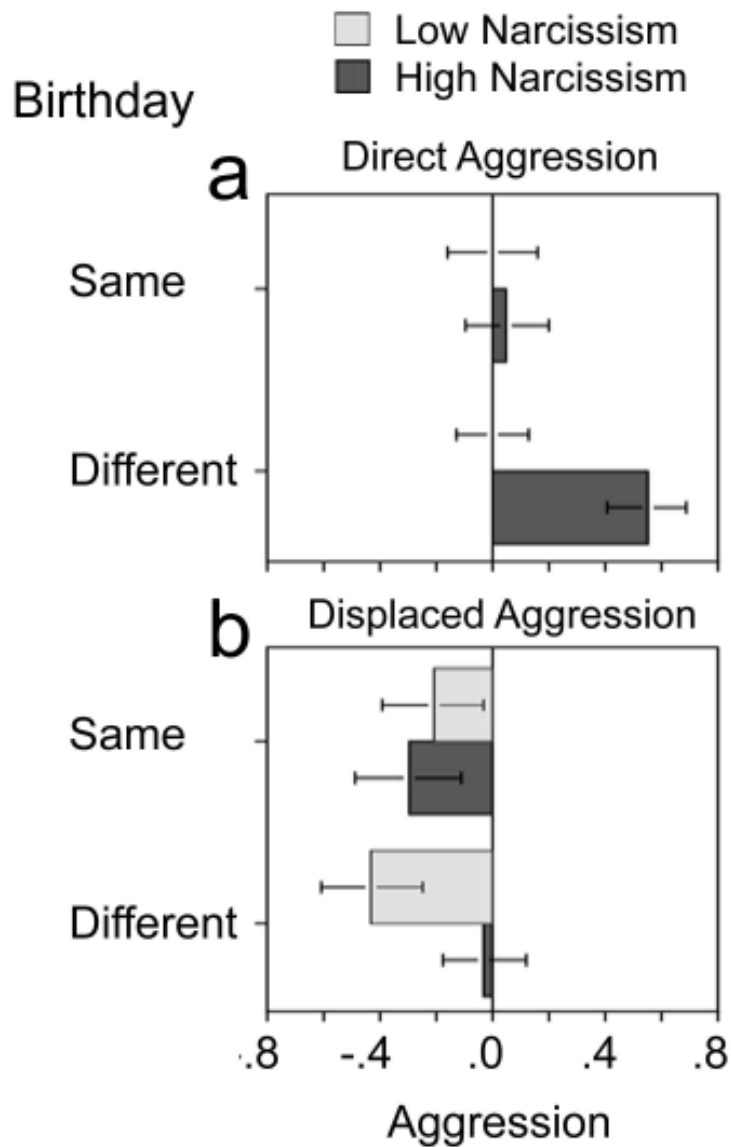 Low Narcissism
High Narcissism
Birthday
a
Direct Aggression
Same
Different
b
Displaced Aggression
Same
Different
-.8 -.4 .0 .4 .8
Aggression